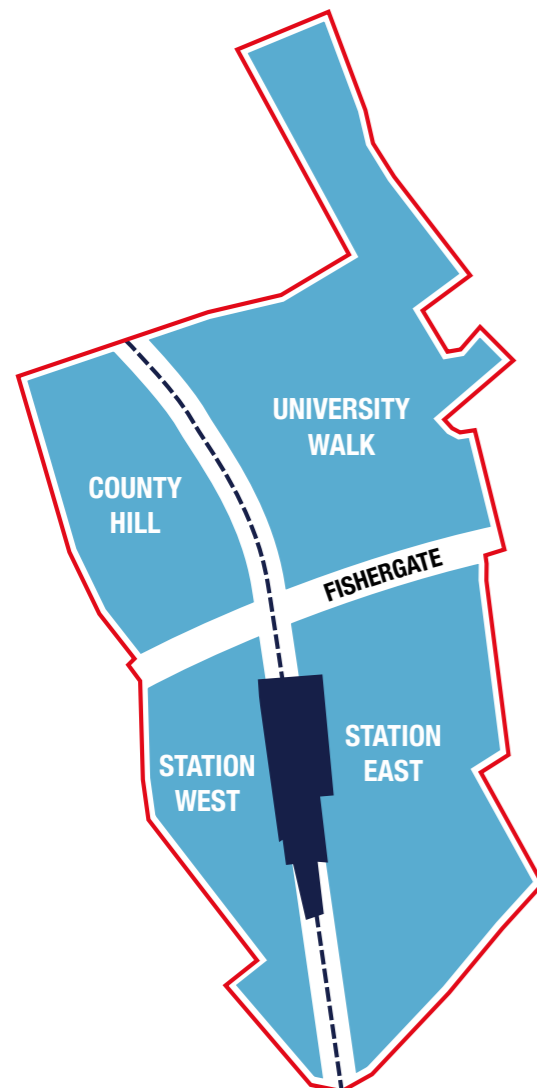 UNIVERSITY
WALK
COUNTY
HILL
FISHERGATE
STATION
WEST
STATION
EAST